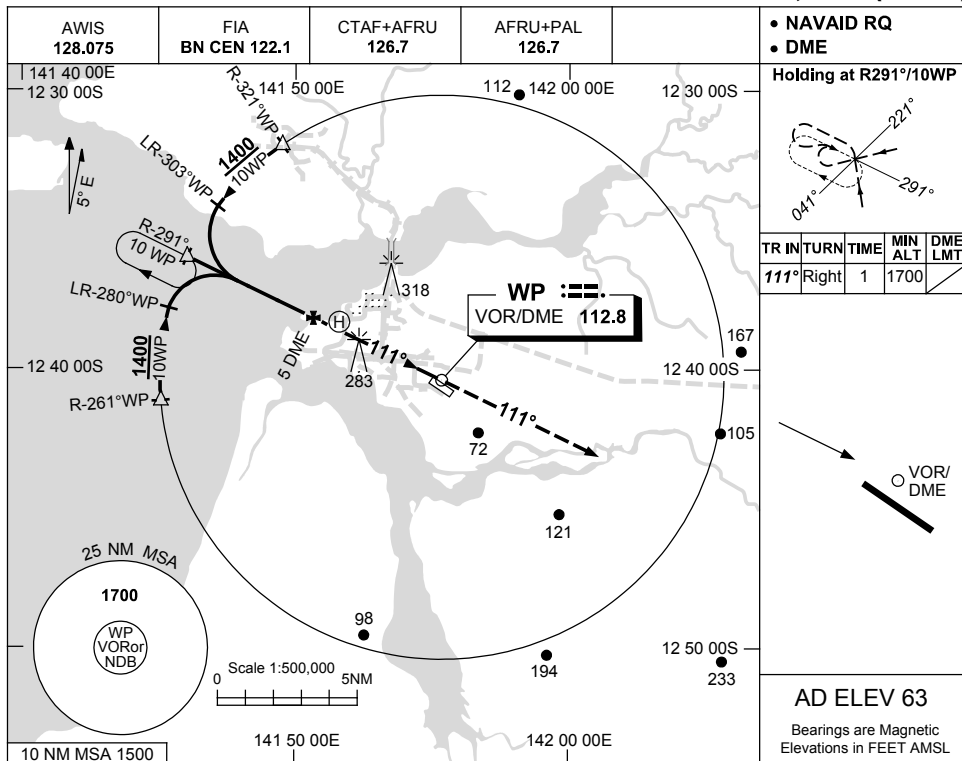 AWIS
128.075
FIA
BN CEN 122.1
CTAF+AFRU
126.7
AFRU+PAL
126.7
• NAVAID RQ
• DME
141 40 00E
12 30 00S
141 50 00E
112
142 00 00E
12 30 00S
Holding at R291°/10WP
221°
291°
041°
TR IN TURN TIME MIN ALT DME LMT
111° Right 1 1700
R-321°WP
1400
10WP
LR-303°WP
5° E
R-291°
10 WP
LR-280°WP
1400
10WP
R-261°WP
318
WP
VOR/DME 112.8
H
5 DME
283
111°
111°
12 40 00S
167
12 40 00S
105
72
121
VOR/
DME
25 NM MSA
1700
WP
VORor
NDB
98
194
12 50 00S
233
Scale 1:500,000
0 5NM
141 50 00E
142 00 00E
10 NM MSA 1500
AD ELEV 63
Bearings are Magnetic
Elevations in FEET AMSL